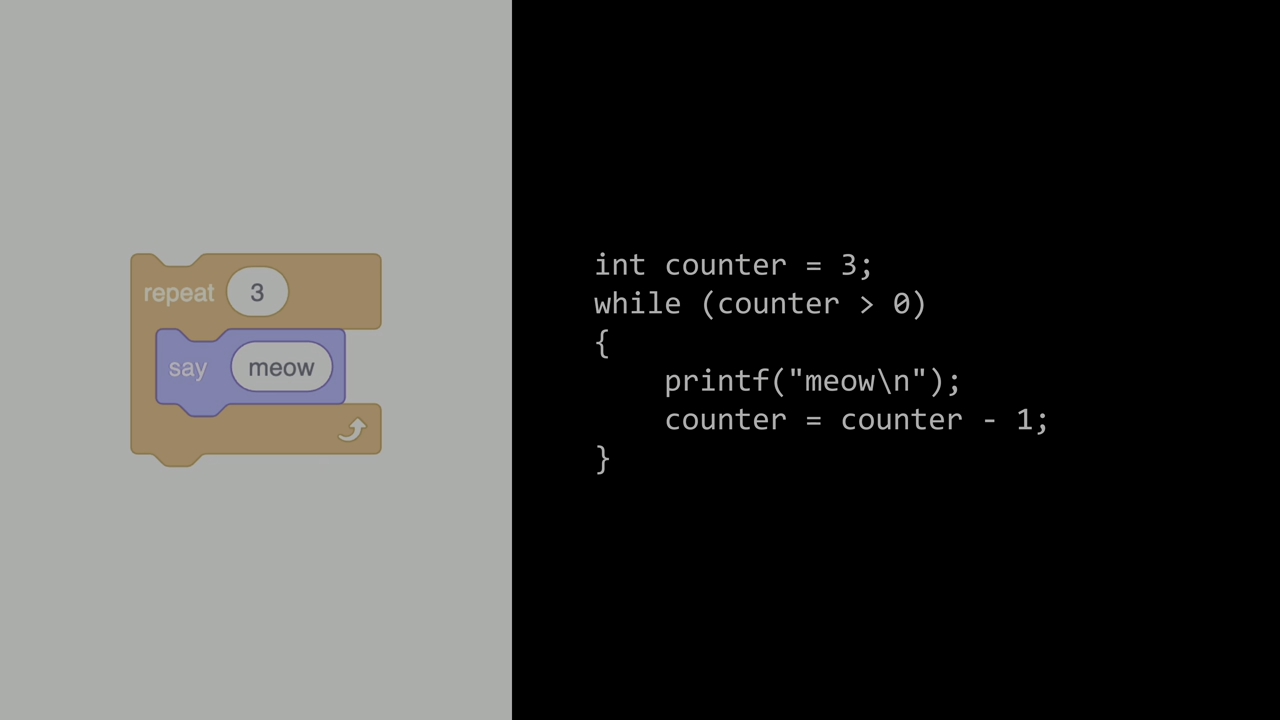 repeat 3
say meow
int counter = 3;
while (counter > 0)
{
    printf("meow\n");
    counter = counter - 1;
}